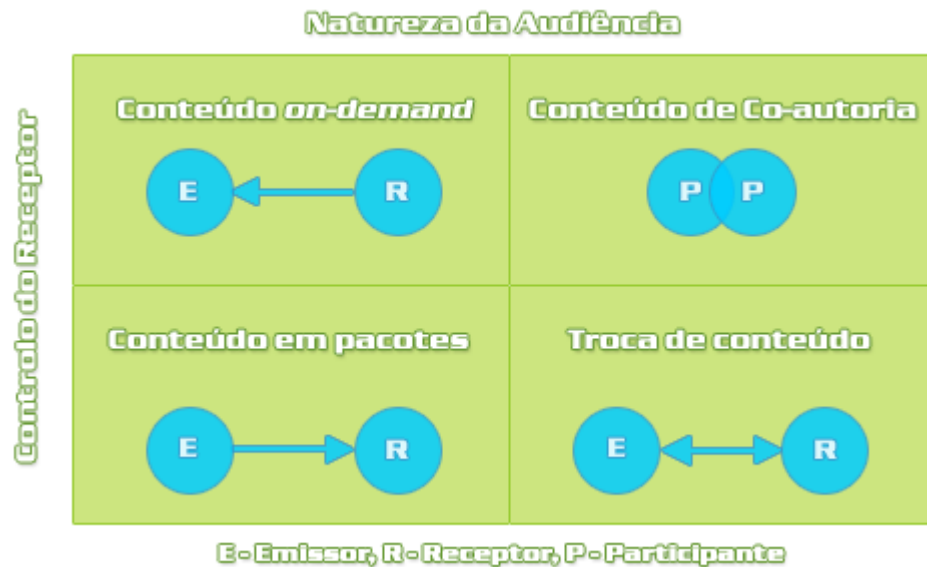 Natureza da Audiência
Controlo do Receptor
Conteúdo on-demand
E
R
Conteúdo de Co-autoria
P
P
Conteúdo em pacotes
E
R
Troca de conteúdo
E
R
E - Emissor, R - Receptor, P - Participante